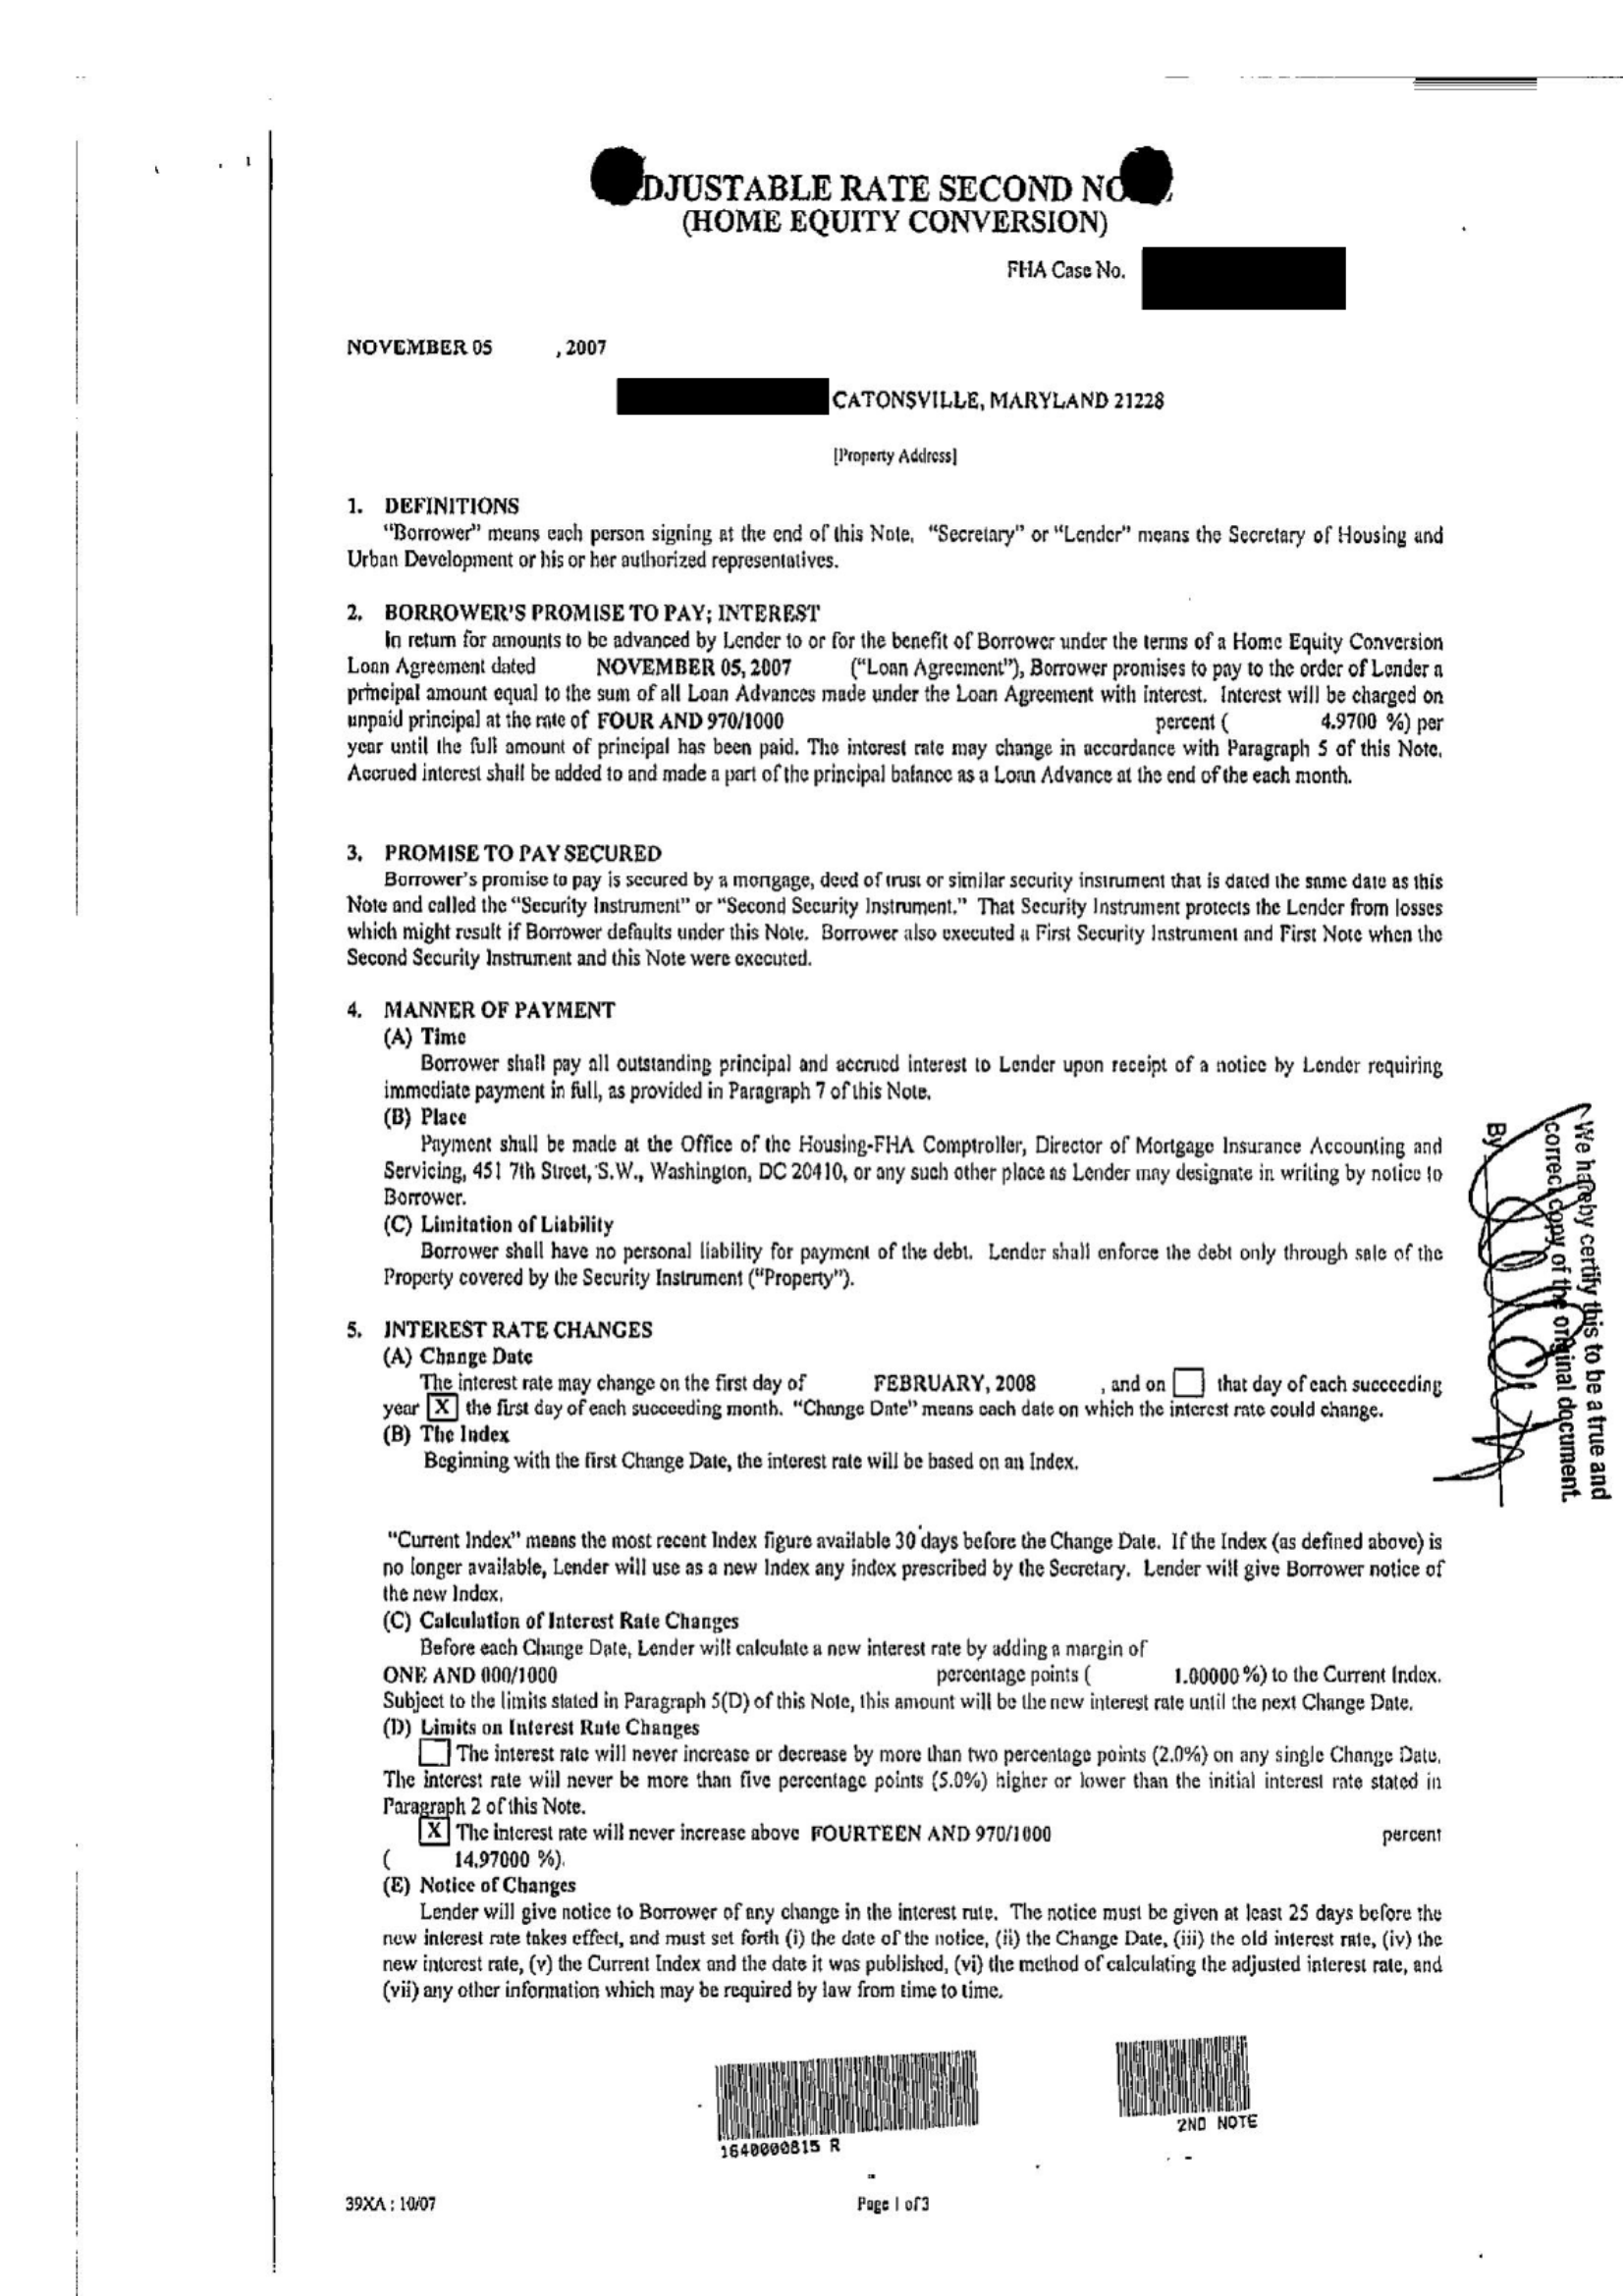 DJUSTABLE RATE SECOND NO
(HOME EQUITY CONVERSION)
FHA Case No.
NOVEMBER 05 , 2007
CATONSVILLE, MARYLAND 21228
[Property Address]
1. DEFINITIONS
"Borrower" means each person signing at the end of this Note. "Secretary" or "Lender" means the Secretary of Housing and
Urban Development or his or her authorized representatives.
2. BORROWER'S PROMISE TO PAY; INTEREST
In return for amounts to be advanced by Lender to or for the benefit of Borrower under the terms of a Home Equity Conversion
Loan Agreement dated NOVEMBER 05, 2007 ("Loan Agreement"), Borrower promises to pay to the order of Lender a
principal amount equal to the sum of all Loan Advances made under the Loan Agreement with interest. Interest will be charged on
unpaid principal at the rate of FOUR AND 970/1000 percent ( 4.9700 %) per
year until the full amount of principal has been paid. The interest rate may change in accordance with Paragraph 5 of this Note.
Accrued interest shall be added to and made a part of the principal balance as a Loan Advance at the end of the each month.
3. PROMISE TO PAY SECURED
Borrower's promise to pay is secured by a mortgage, deed of trust or similar security instrument that is dated the same date as this
Note and called the "Security Instrument" or "Second Security Instrument." That Security Instrument protects the Lender from losses
which might result if Borrower defaults under this Note. Borrower also executed a First Security Instrument and First Note when the
Second Security Instrument and this Note were executed.
4. MANNER OF PAYMENT
(A) Time
Borrower shall pay all outstanding principal and accrued interest to Lender upon receipt of a notice by Lender requiring
immediate payment in full, as provided in Paragraph 7 of this Note.
(B) Place
Payment shall be made at the Office of the Housing-FHA Comptroller, Director of Mortgage Insurance Accounting and
Servicing, 451 7th Street, S.W., Washington, DC 20410, or any such other place as Lender may designate in writing by notice to
Borrower.
(C) Limitation of Liability
Borrower shall have no personal liability for payment of the debt. Lender shall enforce the debt only through sale of the
Property covered by the Security Instrument ("Property").
5. INTEREST RATE CHANGES
(A) Change Date
The interest rate may change on the first day of FEBRUARY, 2008 , and on that day of each succeeding
year X the first day of each succeeding month. "Change Date" means each date on which the interest rate could change.
(B) The Index
Beginning with the first Change Date, the interest rate will be based on an Index.
"Current Index" means the most recent Index figure available 30 days before the Change Date. If the Index (as defined above) is
no longer available, Lender will use as a new Index any index prescribed by the Secretary. Lender will give Borrower notice of
the new Index.
(C) Calculation of Interest Rate Changes
Before each Change Date, Lender will calculate a new interest rate by adding a margin of
ONE AND 000/1000 percentage points ( 1.00000 %) to the Current Index.
Subject to the limits stated in Paragraph 5(D) of this Note, this amount will be the new interest rate until the next Change Date.
(D) Limits on Interest Rate Changes
The interest rate will never increase or decrease by more than two percentage points (2.0%) on any single Change Date.
The interest rate will never be more than five percentage points (5.0%) higher or lower than the initial interest rate stated in
Paragraph 2 of this Note.
X The interest rate will never increase above FOURTEEN AND 970/1000 percent
( 14.97000 %).
(E) Notice of Changes
Lender will give notice to Borrower of any change in the interest rate. The notice must be given at least 25 days before the
new interest rate takes effect, and must set forth (i) the date of the notice, (ii) the Change Date, (iii) the old interest rate, (iv) the
new interest rate, (v) the Current Index and the date it was published, (vi) the method of calculating the adjusted interest rate, and
(vii) any other information which may be required by law from time to time.
We hereby certify this to be a true and
correct copy of the original document.
By
1640000815 R
2ND NOTE
39XA : 10/07
Page 1 of 3